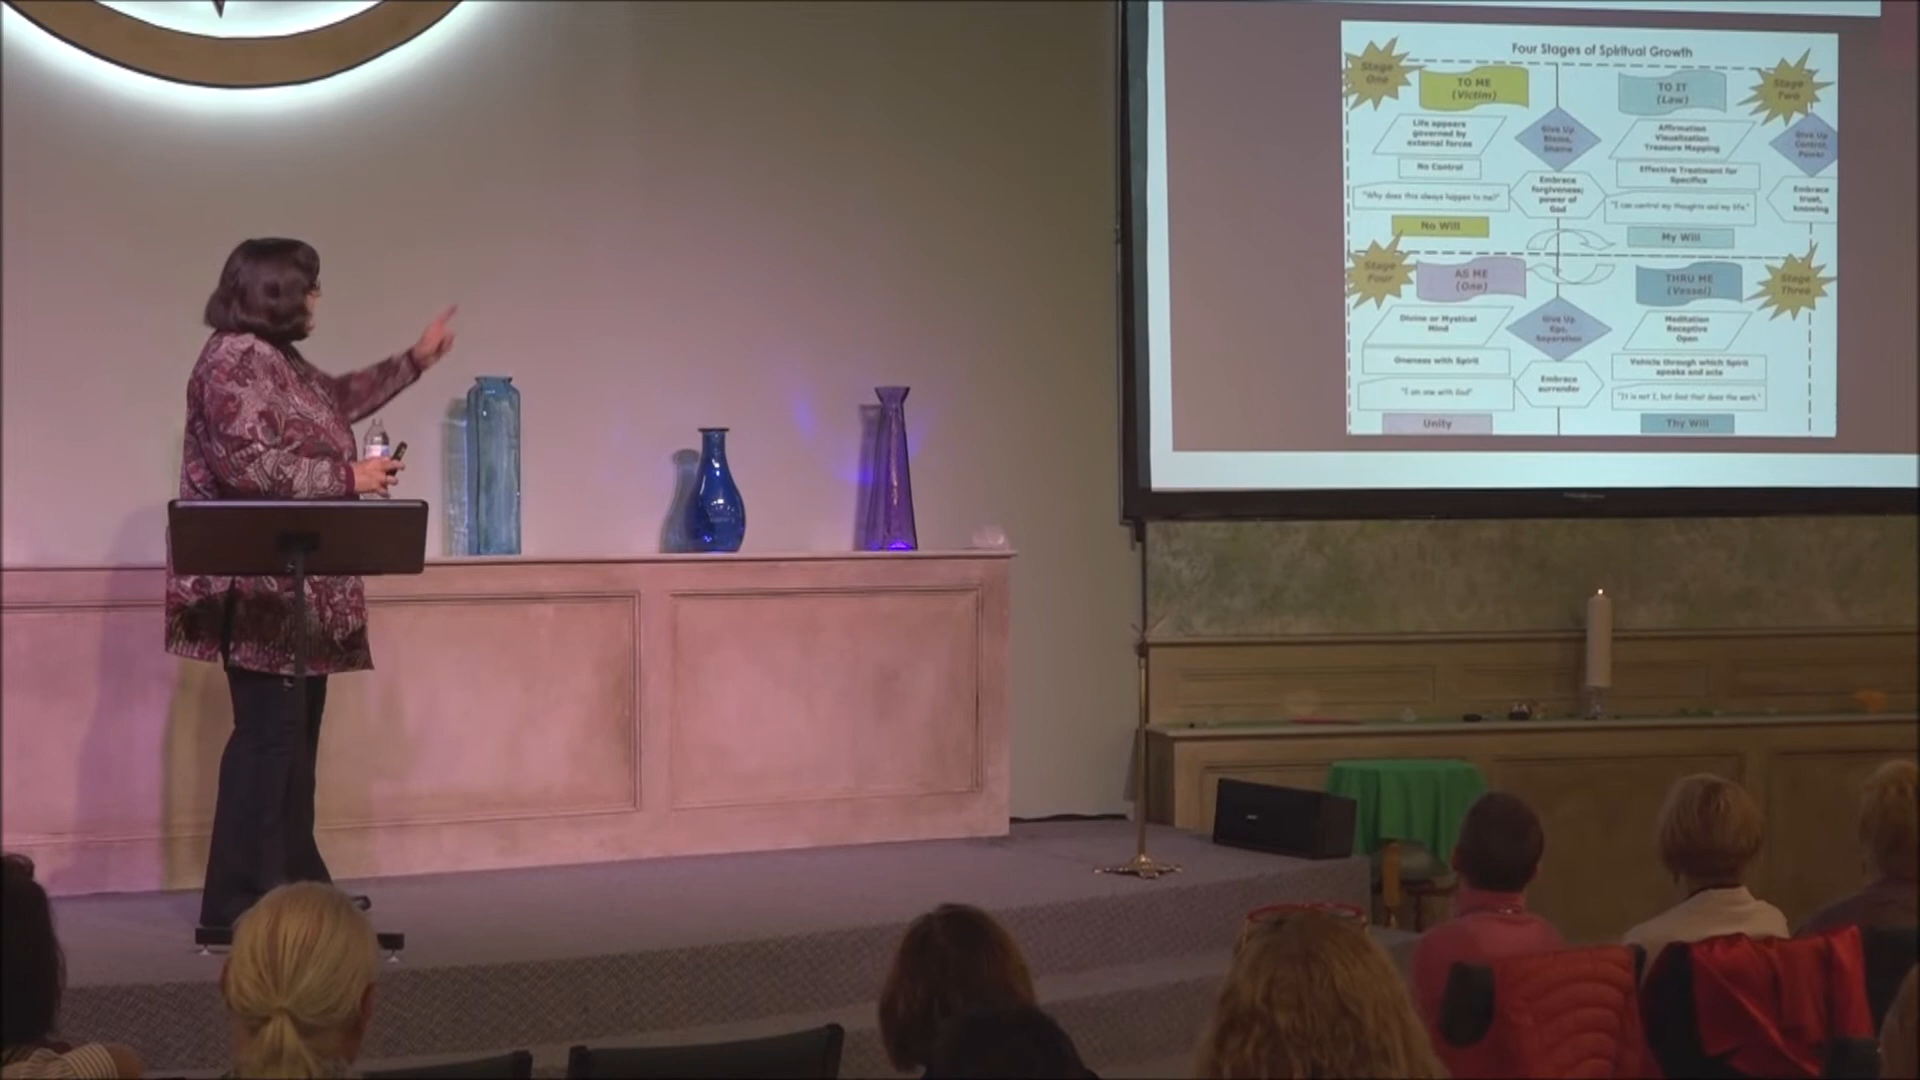 Four Stages of Spiritual Growth
Stage
One
TO ME
(Victim)
Life appears
governed by
external forces
No Control
"Why does this always happen to me?"
No Will
Give Up
Blame,
Shame
Embrace
forgiveness;
power of
God
TO IT
(Law)
Affirmation
Visualization
Treasure Mapping
Effective Treatment for
Specifics
"I can control my thoughts and my life."
My Will
Stage
Two
Give Up
Control,
Power
Embrace
trust,
knowing
Stage
Four
AS ME
(One)
Divine or Mystical
Mind
Oneness with Spirit
"I am one with God"
Unity
Give Up
Ego,
Separation
Embrace
surrender
THRU ME
(Vessel)
Meditation
Receptive
Open
Vehicle through which Spirit
speaks and acts
"It is not I, but God that does the work."
Thy Will
Stage
Three